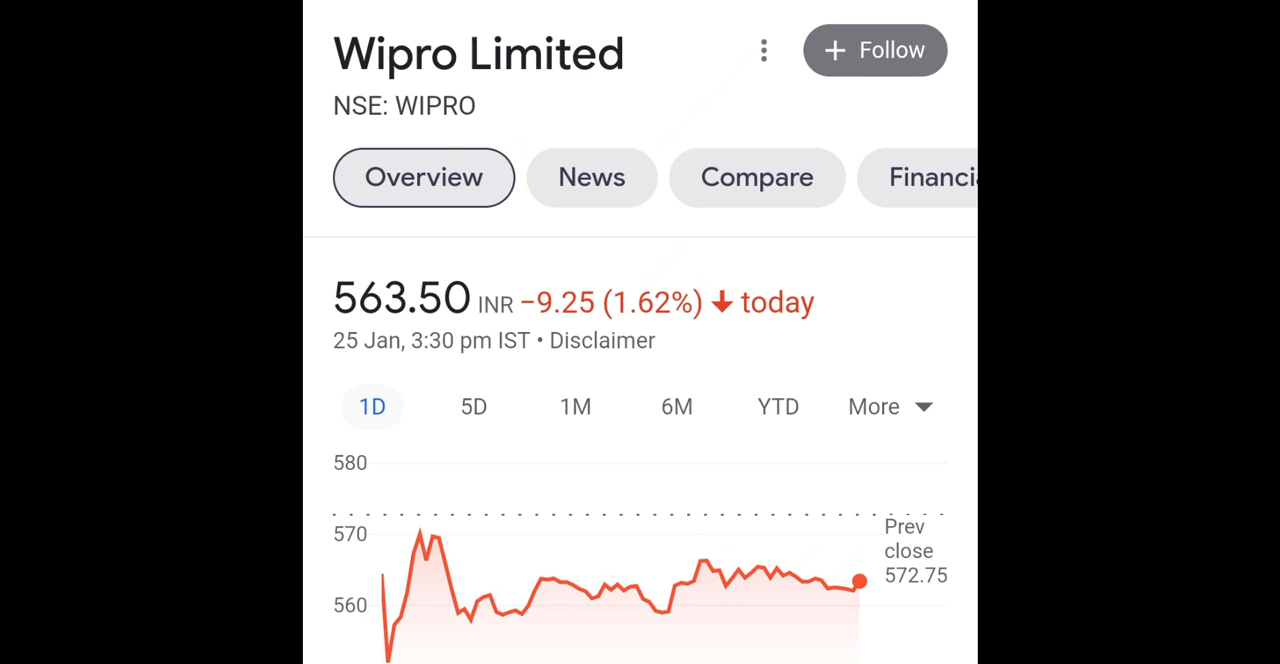 Wipro Limited
+ Follow
NSE: WIPRO
Overview
News
Compare
Financi
563.50 INR −9.25 (1.62%) ↓ today
25 Jan, 3:30 pm IST • Disclaimer
1D 5D 1M 6M YTD More
580
570
560
Prev
close
572.75